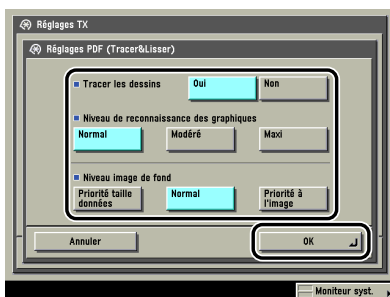 Réglages TX
Réglages PDF (Tracer&Lisser)
Tracer les dessins
Oui
Non
Niveau de reconnaissance des graphiques
Normal
Modéré
Maxi
Niveau image de fond
Priorité taille
données
Normal
Priorité à
l'image
Annuler
OK
Moniteur syst.